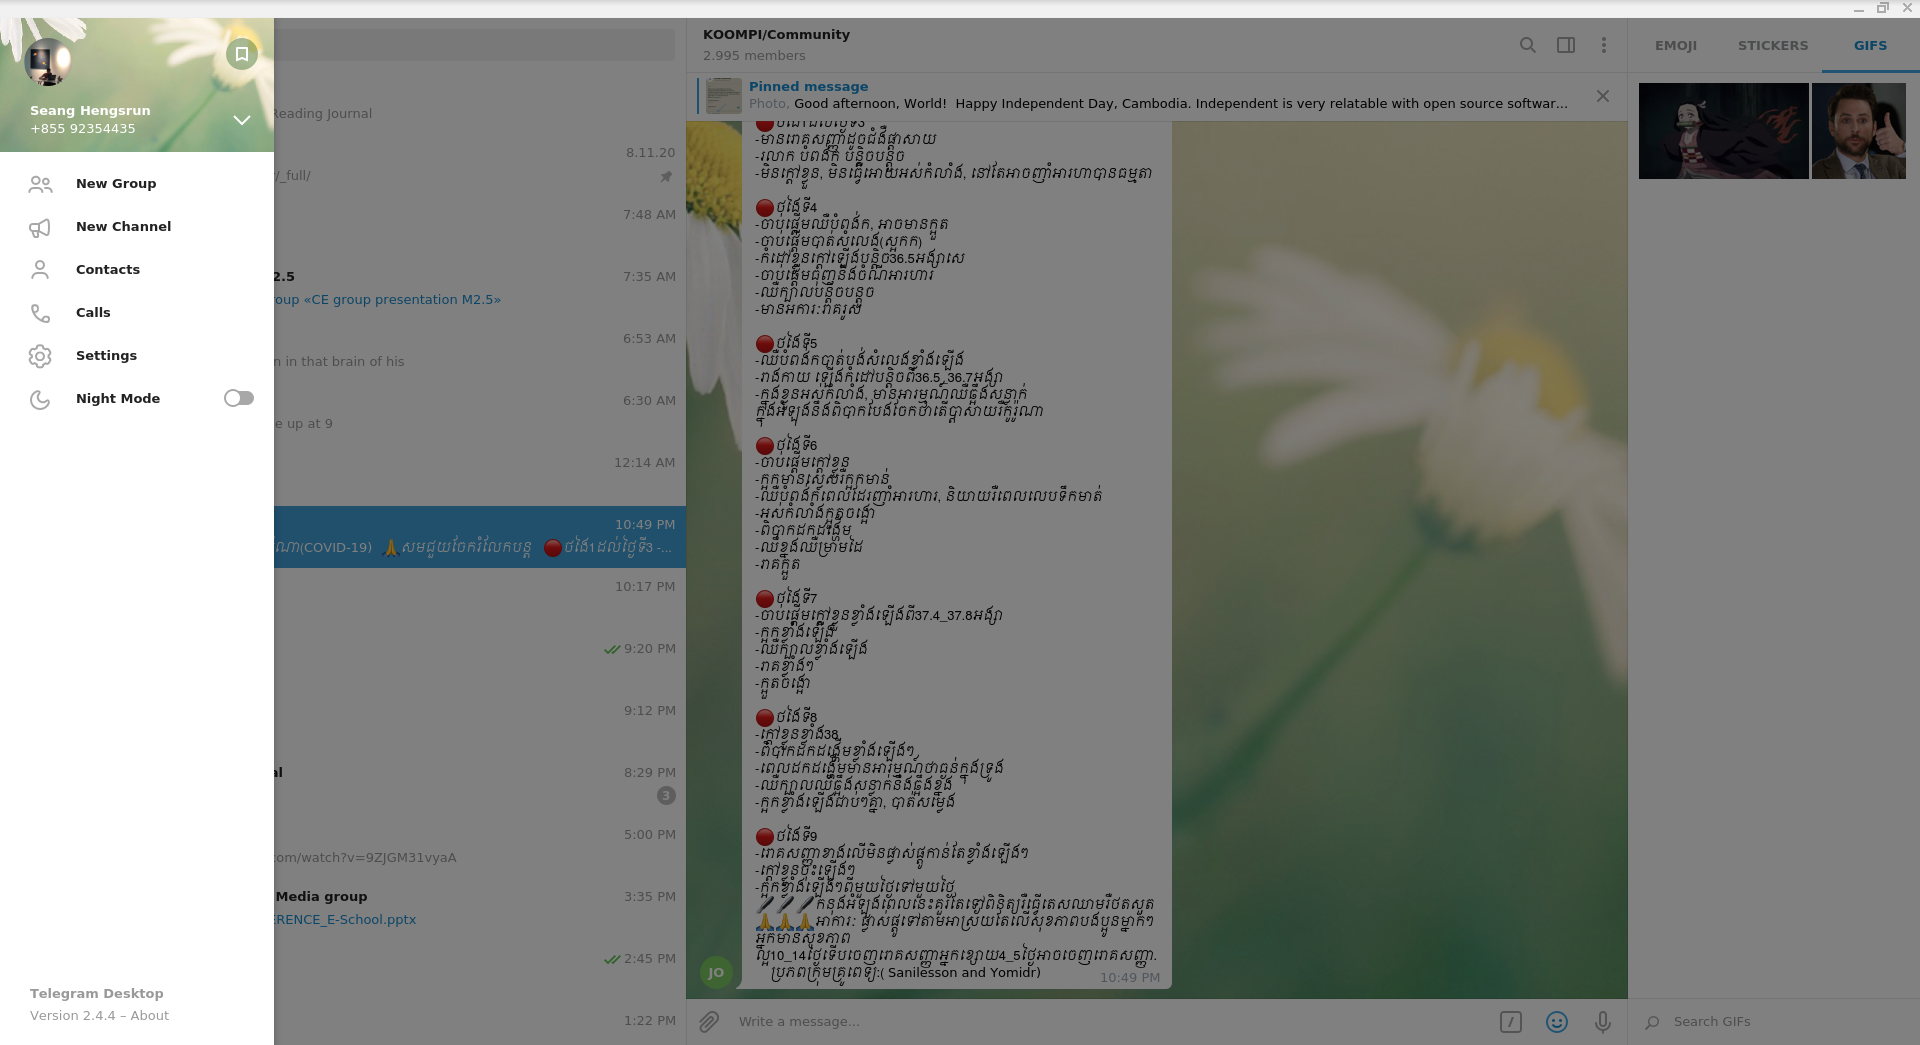 Seang Hengsrun
+855 92354435
New Group
New Channel
Contacts
Calls
Settings
Night Mode
Telegram Desktop
Version 2.4.4 – About
Reading Journal
8.11.20
/_full/
7:48 AM
2.5
7:35 AM
oup «CE group presentation M2.5»
6:53 AM
n in that brain of his
6:30 AM
e up at 9
12:14 AM
10:49 PM
ណា(COVID-19) 🙏សមជួយចែករំលែកបន្ត 🔴ថងៃ1ដល់ថ្ងៃទី3 -...
10:17 PM
9:20 PM
9:12 PM
al
8:29 PM
3
5:00 PM
com/watch?v=9ZJGM31vyaA
Media group
3:35 PM
ERENCE_E-School.pptx
2:45 PM
1:22 PM
KOOMPI/Community
2.995 members
Pinned message
Photo, Good afternoon, World! Happy Independent Day, Cambodia. Independent is very relatable with open source softwar...
-មានរោគសញ្ញាដូចជំងឺផ្តាសាយ
-រលាក បំពង់ក បន្តិចបន្តួច
-មិនក្តៅខ្លួន, មិនធ្វើអោយអស់កំលាំង, នៅតែអាចញ៉ាំអាហារបានធម្មតា
🔴ថងៃទី4
-ចាប់ផ្តើមឈឺបំពង់ក, អាចមានក្អួត
-ចាប់ផ្តើមបាត់សំលេង(ស្អកក)
-កំដៅខ្លួនក្តៅឡើងបន្តិច36.5អង្សាសេ
-ចាប់ផ្តើមធុញនឹងចំណីអាហារ
-ឈឺក្បាលបន្តិចបន្តួច
-មានអការៈរាគរូស
🔴ថងៃទី5
-ឈឺបំពង់កបាត់បង់សំលេងខ្លាំងឡើង
-រាងកាយ ឡើងកំដៅបន្តិចពី36.5_36.7អង្សា
-ក្នុងខ្លួនអស់កំលាំង, មានអារម្មណ៍ឈឺឆ្អឹងសន្លាក់
ក្នុងអំឡុងនឹងពិបាកបែងចែកថាតើផ្តាសាយរឺកូរ៉ូណា
🔴ថងៃទី6
-ចាប់ផ្តើមក្តៅខ្លួន
-ក្អកមានស្លេសរឺក្អកមាន់
-ឈឺបំពង់ក៍ពេលដែរញ៉ាំអារហារ, និយាយរឺពេលលេបទឹកមាត់
-អស់កំលាំងក្អួតចង្អោ
-ពិបាកដកដង្ហើម
-ឈឺខ្នងឈឺម្រាមដៃ
-រាគក្អួត
🔴ថងៃទី7
-ចាប់ផ្តើមក្តៅខ្លួនខ្លាំងឡើងពី37.4_37.8អង្សា
-ក្អកខ្លាំងឡើង
-ឈឺក្បាលខ្លាំងឡើង
-រាគខ្លាំងៗ
-ក្អួតចង្អោ
🔴ថងៃទី8
-ក្តៅខ្លួនខ្លាំង38
-ពិបាកដកដង្ហើមខ្លាំងឡើងៗ
-ពេលដកដង្ហើមមានអារម្មណ៍ថាធ្ងន់ក្នុងទ្រូង
-ឈឺក្បាលឈឺឆ្អឹងសន្លាក់នឹងឆ្អឹងខ្នង
-ក្អកខ្លាំងឡើងជាប់ៗគ្នា, បាត់សម្លេង
🔴ថងៃទី9
-រោគសញ្ញាខាងលើមិនផ្លាស់ផ្តូកាន់តែខ្លាំងឡើងៗ
-ក្តៅខ្លួនចុះឡើងៗ
-ក្អកខ្លាំងឡើងៗពីមួយថ្ងៃទៅមួយថ្ងៃ
កនងអំឡុងពេលនេះគួរតែទៅពិនិត្យរឺធ្វើតេសឈាមរឺថតសួត
🙏🙏🙏អាការៈ ផ្លាស់ផ្តូទៅតាមអាស្រ័យតែលើសុខភាពបងប្អូនម្នាក់ៗ
អ្នកមានសុខភាព
ល្អ10_14ថ្ងៃទើបចេញរោគសញ្ញាអ្នកខ្សោយ4_5ថ្ងៃអាចចេញរោគសញ្ញា.
ប្រភពក្រុមគ្រូពេទ្យ:( Sanilesson and Yomidr)
10:49 PM
JO
Write a message...
EMOJI
STICKERS
GIFS
Search GIFs